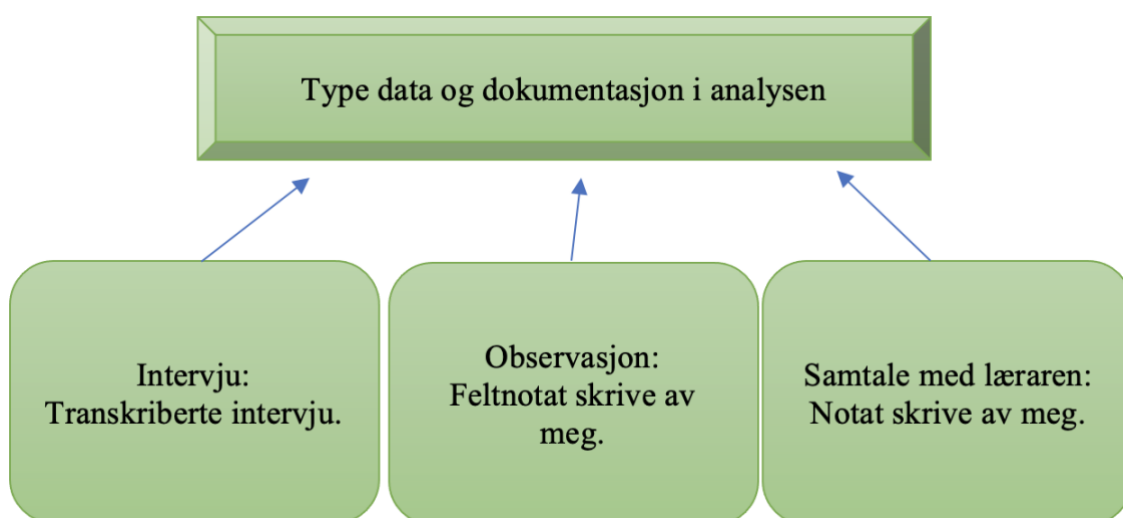 Type data og dokumentasjon i analysen
Intervju:
Transkriberte intervju.
Observasjon:
Feltnotat skrive av
meg.
Samtale med læraren:
Notat skrive av meg.